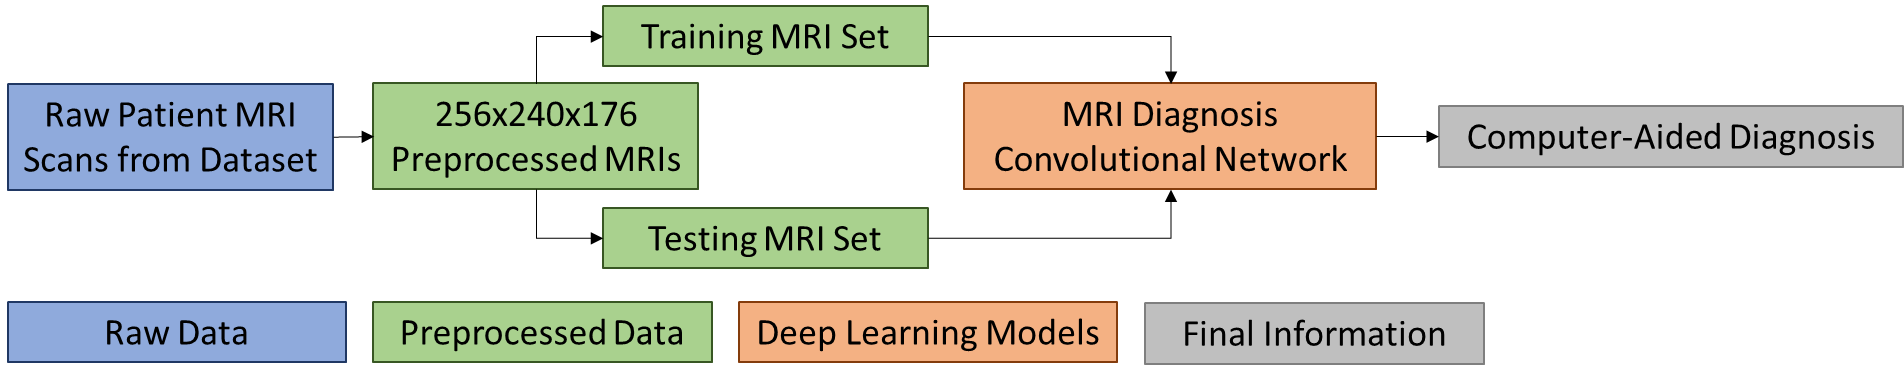 Training MRI Set
Raw Patient MRI
Scans from Dataset
256x240x176
Preprocessed MRIs
MRI Diagnosis
Convolutional Network
Computer-Aided Diagnosis
Testing MRI Set
Raw Data
Preprocessed Data
Deep Learning Models
Final Information